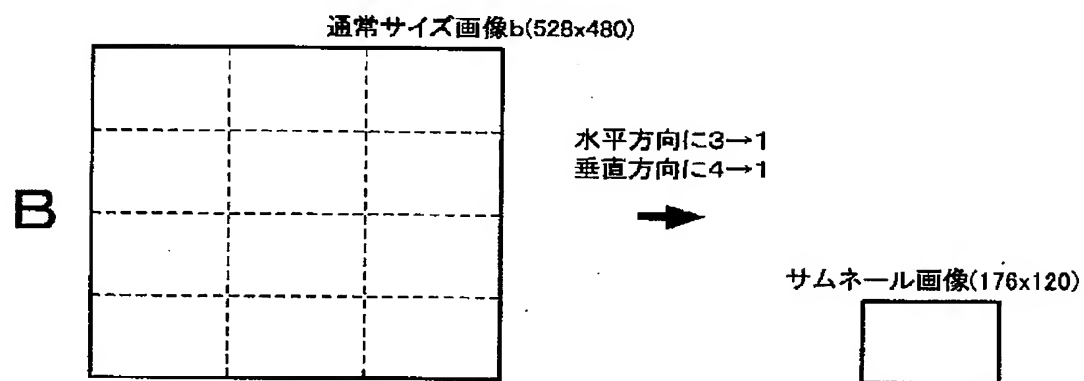 通常サイズ画像b(528x480)
水平方向に3→1
垂直方向に4→1
B
サムネール画像(176x120)